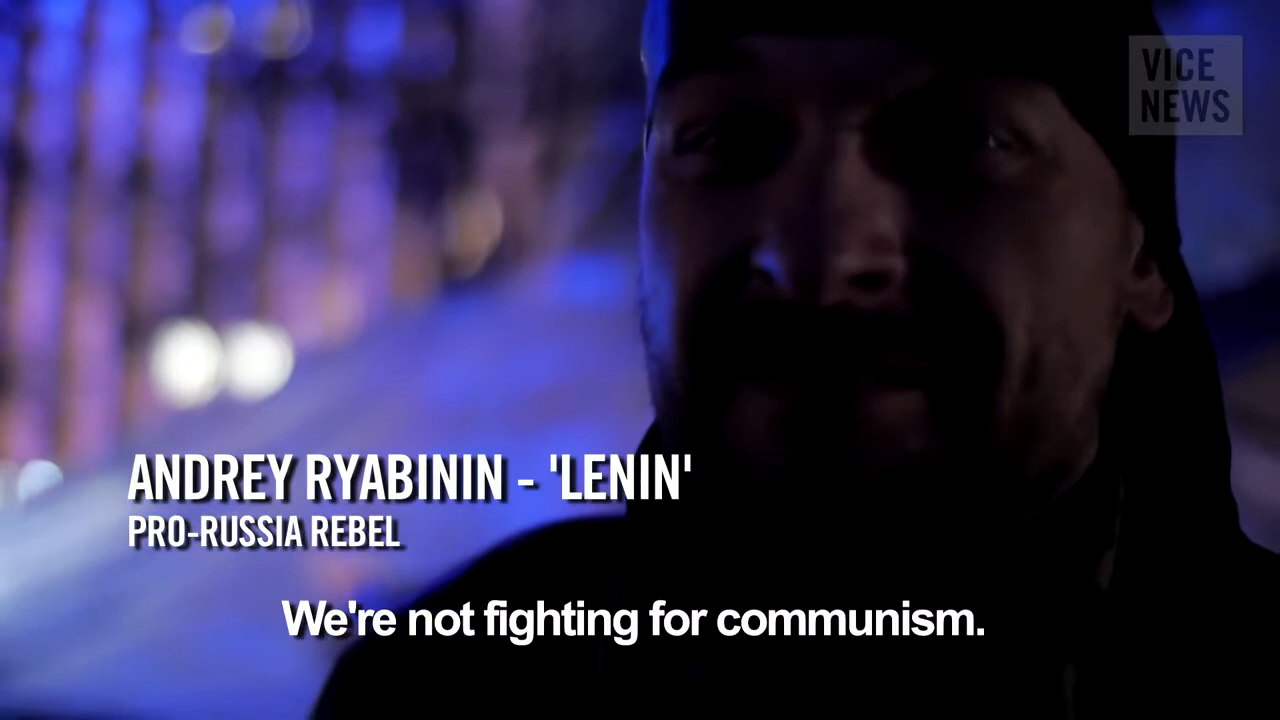 VICE
NEWS
ANDREY RYABININ - 'LENIN'
PRO-RUSSIA REBEL
We're not fighting for communism.